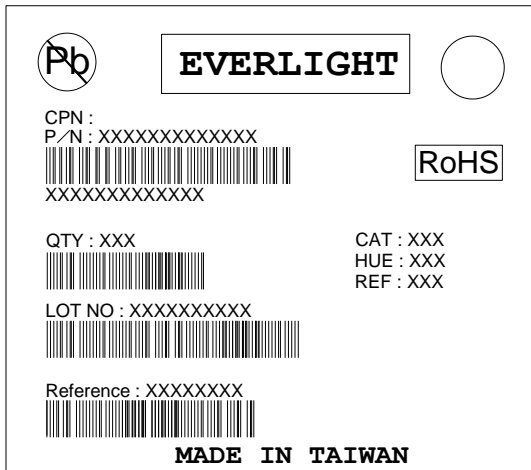 Pb
EVERLIGHT
CPN :
P/N : XXXXXXXXXXXXX
XXXXXXXXXXXXX
RoHS
QTY : XXX
CAT : XXX
HUE : XXX
REF : XXX
LOT NO : XXXXXXXXXX
Reference : XXXXXXXX
MADE IN TAIWAN